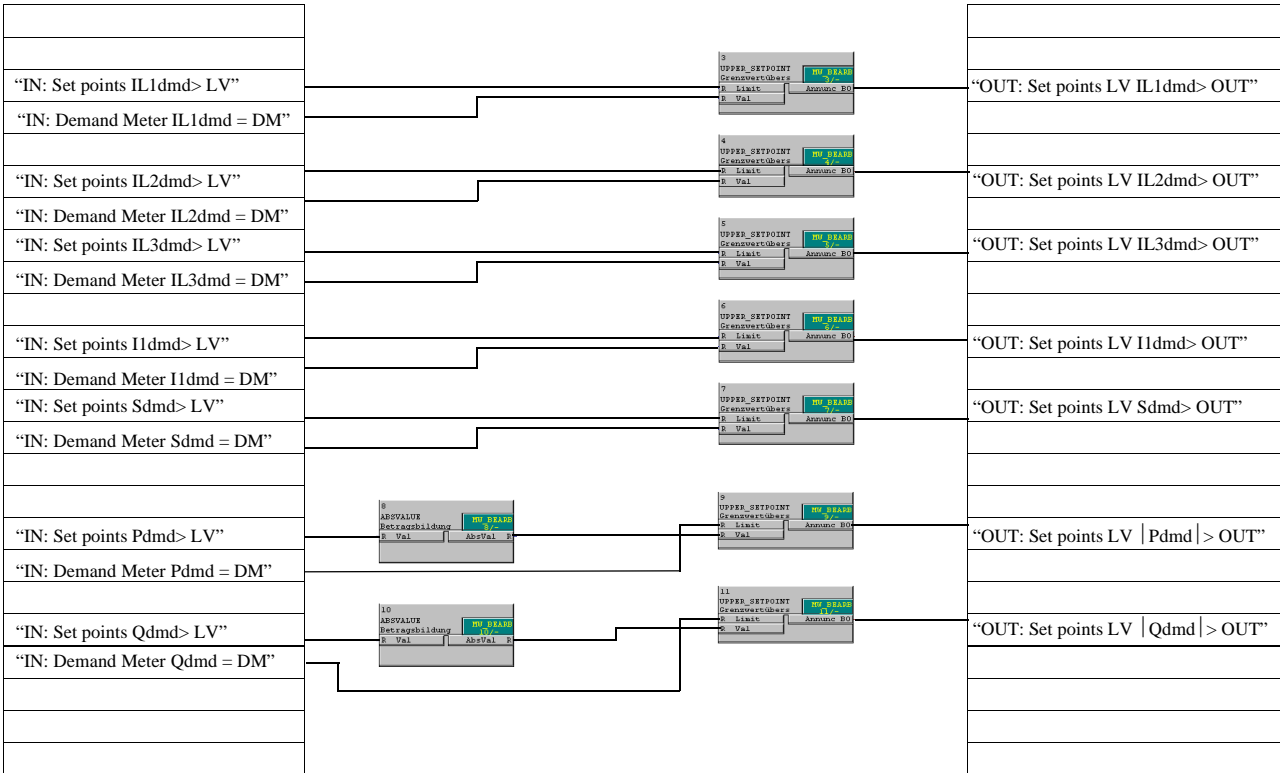 “IN: Set points IL1dmd> LV”
“IN: Demand Meter IL1dmd = DM”
“IN: Set points IL2dmd> LV”
“IN: Demand Meter IL2dmd = DM”
“IN: Set points IL3dmd> LV”
“IN: Demand Meter IL3dmd = DM”
“IN: Set points I1dmd> LV”
“IN: Demand Meter I1dmd = DM”
“IN: Set points Sdmd> LV”
“IN: Demand Meter Sdmd = DM”
“IN: Set points Pdmd> LV”
“IN: Demand Meter Pdmd = DM”
“IN: Set points Qdmd> LV”
“IN: Demand Meter Qdmd = DM”
8
ABSVALUE
Betragsbildung
MW_BEARB
8/-
R Val AbsVal R
10
ABSVALUE
Betragsbildung
MW_BEARB
10/-
R Val AbsVal R
3
UPPER_SETPOINT
Grenzwertübers
MW_BEARB
3/-
R Limit Annunc BO
R Val
4
UPPER_SETPOINT
Grenzwertübers
MW_BEARB
4/-
R Limit Annunc BO
R Val
5
UPPER_SETPOINT
Grenzwertübers
MW_BEARB
5/-
R Limit Annunc BO
R Val
6
UPPER_SETPOINT
Grenzwertübers
MW_BEARB
6/-
R Limit Annunc BO
R Val
7
UPPER_SETPOINT
Grenzwertübers
MW_BEARB
7/-
R Limit Annunc BO
R Val
9
UPPER_SETPOINT
Grenzwertübers
MW_BEARB
9/-
R Limit Annunc BO
R Val
11
UPPER_SETPOINT
Grenzwertübers
MW_BEARB
11/-
R Limit Annunc BO
R Val
“OUT: Set points LV IL1dmd> OUT”
“OUT: Set points LV IL2dmd> OUT”
“OUT: Set points LV IL3dmd> OUT”
“OUT: Set points LV I1dmd> OUT”
“OUT: Set points LV Sdmd> OUT”
“OUT: Set points LV |Pdmd|> OUT”
“OUT: Set points LV |Qdmd|> OUT”